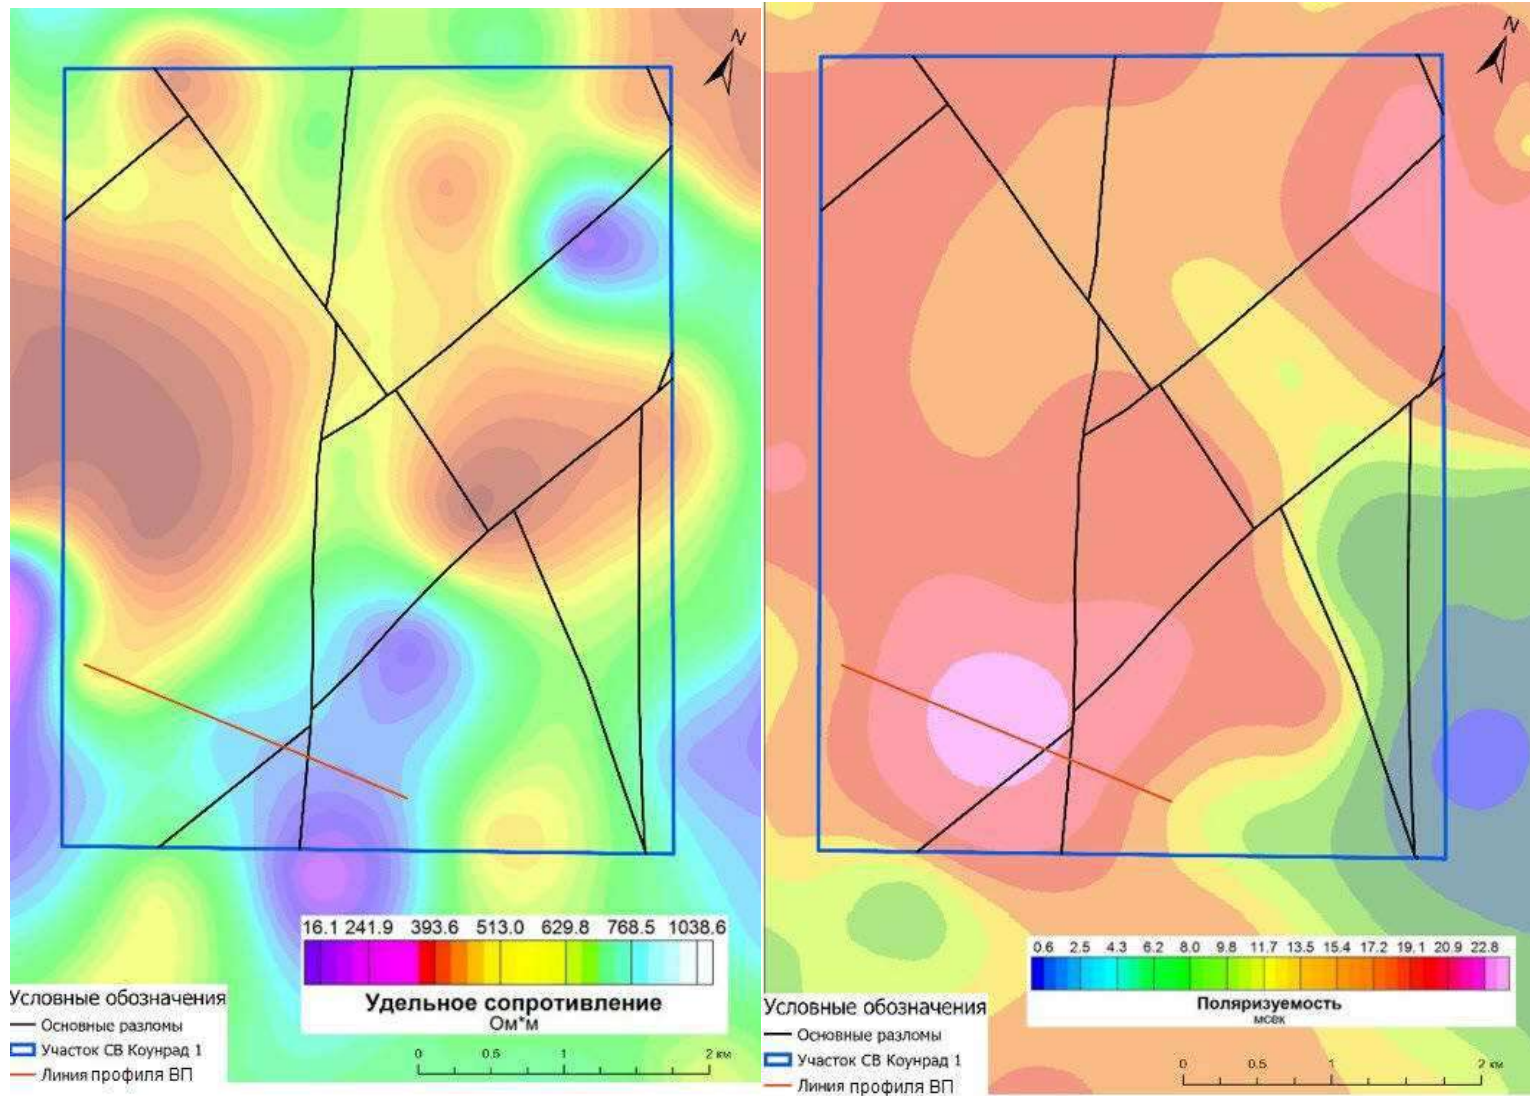 N
16.1 241.9 393.6 513.0 629.8 768.5 1038.6
Удельное сопротивление
Ом*м
Условные обозначения
Основные разломы
Участок СВ Коунрад 1
Линия профиля ВП
0 0.5 1 2 км
N
0.6 2.5 4.3 6.2 8.0 9.8 11.7 13.5 15.4 17.2 19.1 20.9 22.8
Поляризуемость
мсек
Условные обозначения
Основные разломы
Участок СВ Коунрад 1
Линия профиля ВП
0 0.5 1 2 км